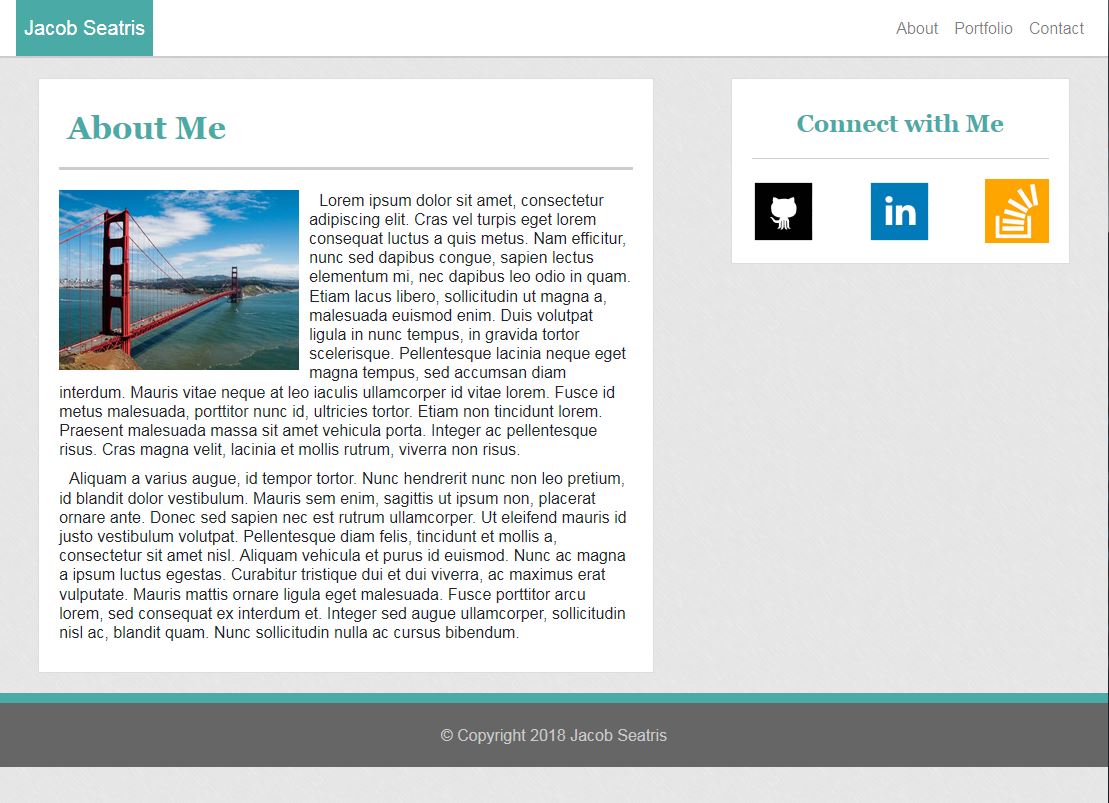 Jacob Seatris
About Portfolio Contact
About Me
Lorem ipsum dolor sit amet, consectetur
adipiscing elit. Cras vel turpis eget lorem
consequat luctus a quis metus. Nam efficitur,
nunc sed dapibus congue, sapien lectus
elementum mi, nec dapibus leo odio in quam.
Etiam lacus libero, sollicitudin ut magna a,
malesuada euismod enim. Duis volutpat
ligula in nunc tempus, in gravida tortor
scelerisque. Pellentesque lacinia neque eget
magna tempus, sed accumsan diam
interdum. Mauris vitae neque at leo iaculis ullamcorper id vitae lorem. Fusce id
metus malesuada, porttitor nunc id, ultricies tortor. Etiam non tincidunt lorem.
Praesent malesuada massa sit amet vehicula porta. Integer ac pellentesque
risus. Cras magna velit, lacinia et mollis rutrum, viverra non risus.
Aliquam a varius augue, id tempor tortor. Nunc hendrerit nunc non leo pretium,
id blandit dolor vestibulum. Mauris sem enim, sagittis ut ipsum non, placerat
ornare ante. Donec sed sapien nec est rutrum ullamcorper. Ut eleifend mauris id
justo vestibulum volutpat. Pellentesque diam felis, tincidunt et mollis a,
consectetur sit amet nisl. Aliquam vehicula et purus id euismod. Nunc ac magna
a ipsum luctus egestas. Curabitur tristique dui et dui viverra, ac maximus erat
vulputate. Mauris mattis ornare ligula eget malesuada. Fusce porttitor arcu
lorem, sed consequat ex interdum et. Integer sed augue ullamcorper, sollicitudin
nisl ac, blandit quam. Nunc sollicitudin nulla ac cursus bibendum.
Connect with Me
in
© Copyright 2018 Jacob Seatris